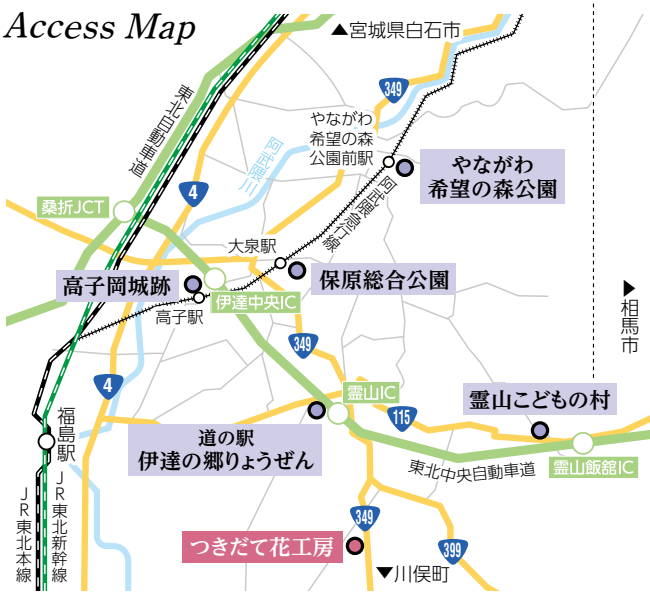 Access Map
▲宮城県白石市
東北自動車道
349
やながわ
希望の森
公園前駅
やながわ
希望の森公園
阿武隈川
4
阿武隈急行線
桑折JCT
大泉駅
高子岡城跡
保原総合公園
伊達中央IC
高子駅
▶相馬市
349
4
霊山IC
115
霊山こどもの村
福島駅
道の駅
伊達の郷りょうぜん
東北中央自動車道
霊山飯舘IC
JR東北本線
JR東北新幹線
349
つきだて花工房
399
▼川俣町